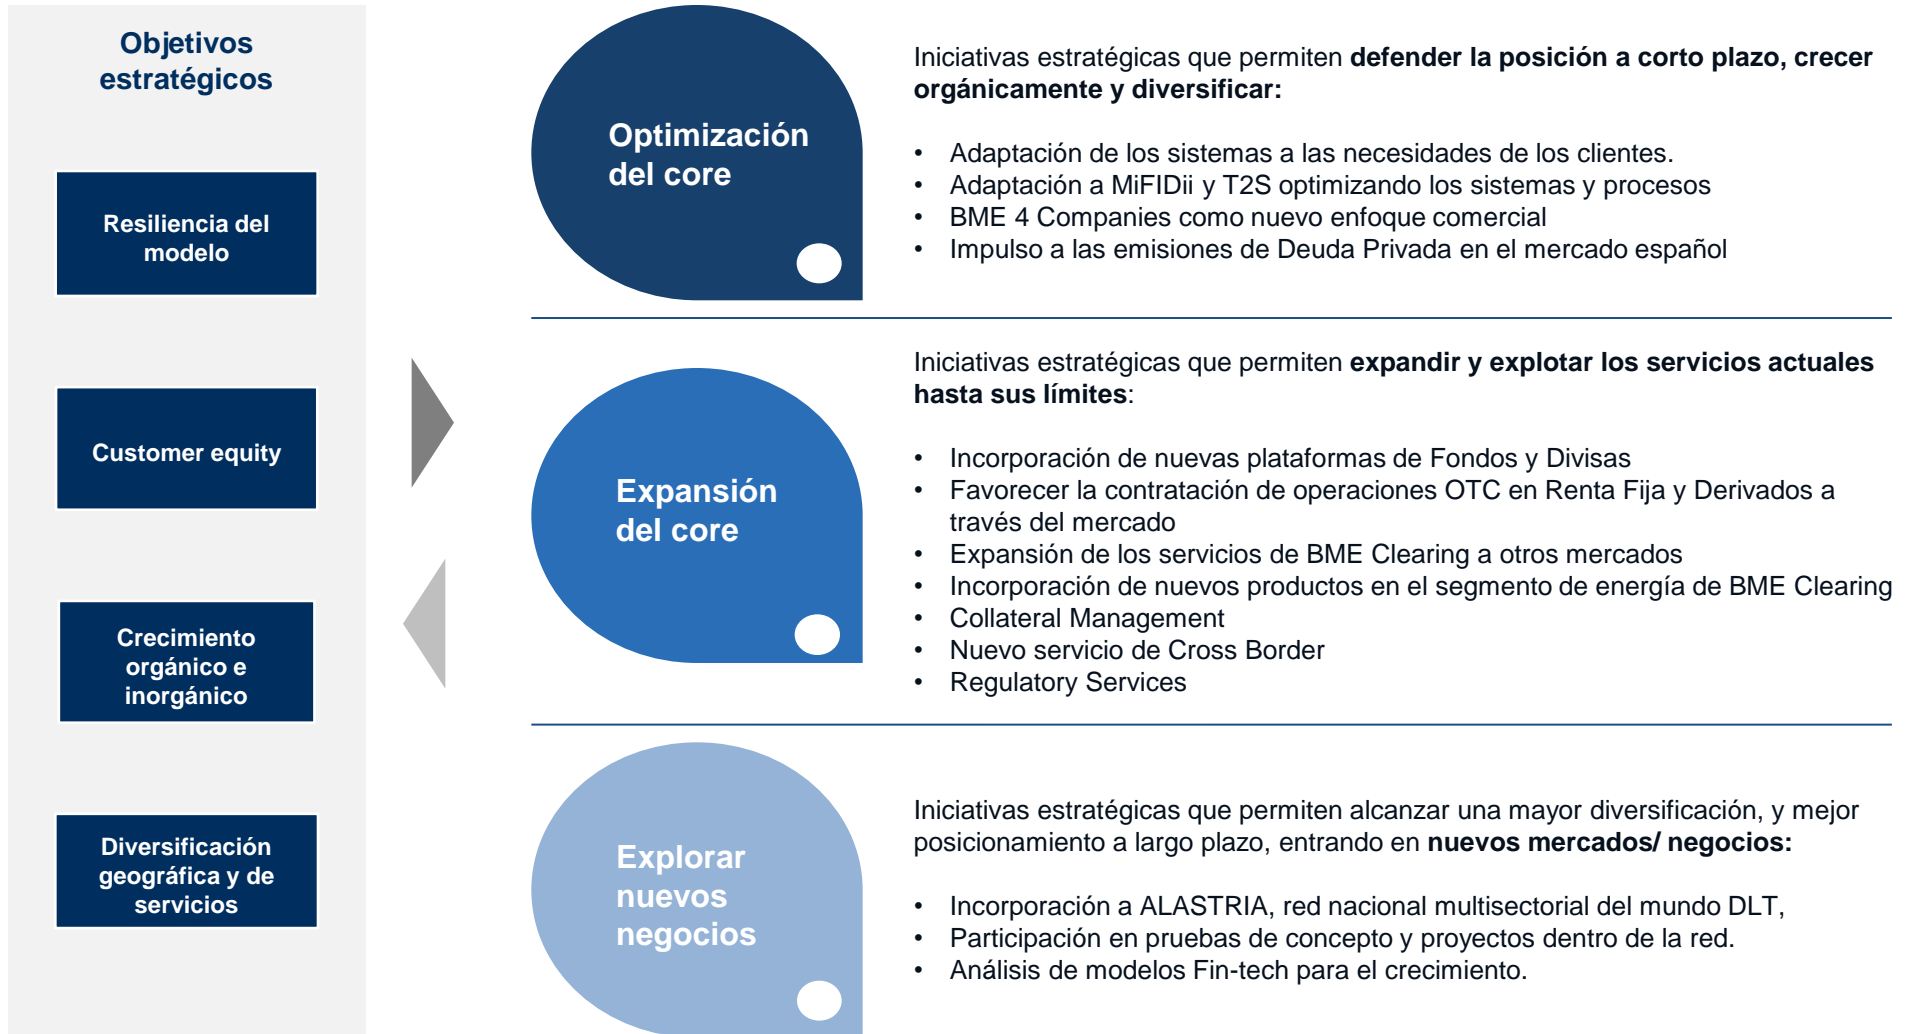 Objetivos
estratégicos
Resiliencia del
modelo
Customer equity
Crecimiento
orgánico e
inorgánico
Diversificación
geográfica y de
servicios
Optimización
del core
Iniciativas estratégicas que permiten defender la posición a corto plazo, crecer
orgánicamente y diversificar:
• Adaptación de los sistemas a las necesidades de los clientes.
• Adaptación a MiFIDii y T2S optimizando los sistemas y procesos
• BME 4 Companies como nuevo enfoque comercial
• Impulso a las emisiones de Deuda Privada en el mercado español
Expansión
del core
Iniciativas estratégicas que permiten expandir y explotar los servicios actuales
hasta sus límites:
• Incorporación de nuevas plataformas de Fondos y Divisas
• Favorecer la contratación de operaciones OTC en Renta Fija y Derivados a
través del mercado
• Expansión de los servicios de BME Clearing a otros mercados
• Incorporación de nuevos productos en el segmento de energía de BME Clearing
• Collateral Management
• Nuevo servicio de Cross Border
• Regulatory Services
Explorar
nuevos
negocios
Iniciativas estratégicas que permiten alcanzar una mayor diversificación, y mejor
posicionamiento a largo plazo, entrando en nuevos mercados/ negocios:
• Incorporación a ALASTRIA, red nacional multisectorial del mundo DLT,
• Participación en pruebas de concepto y proyectos dentro de la red.
• Análisis de modelos Fin-tech para el crecimiento.